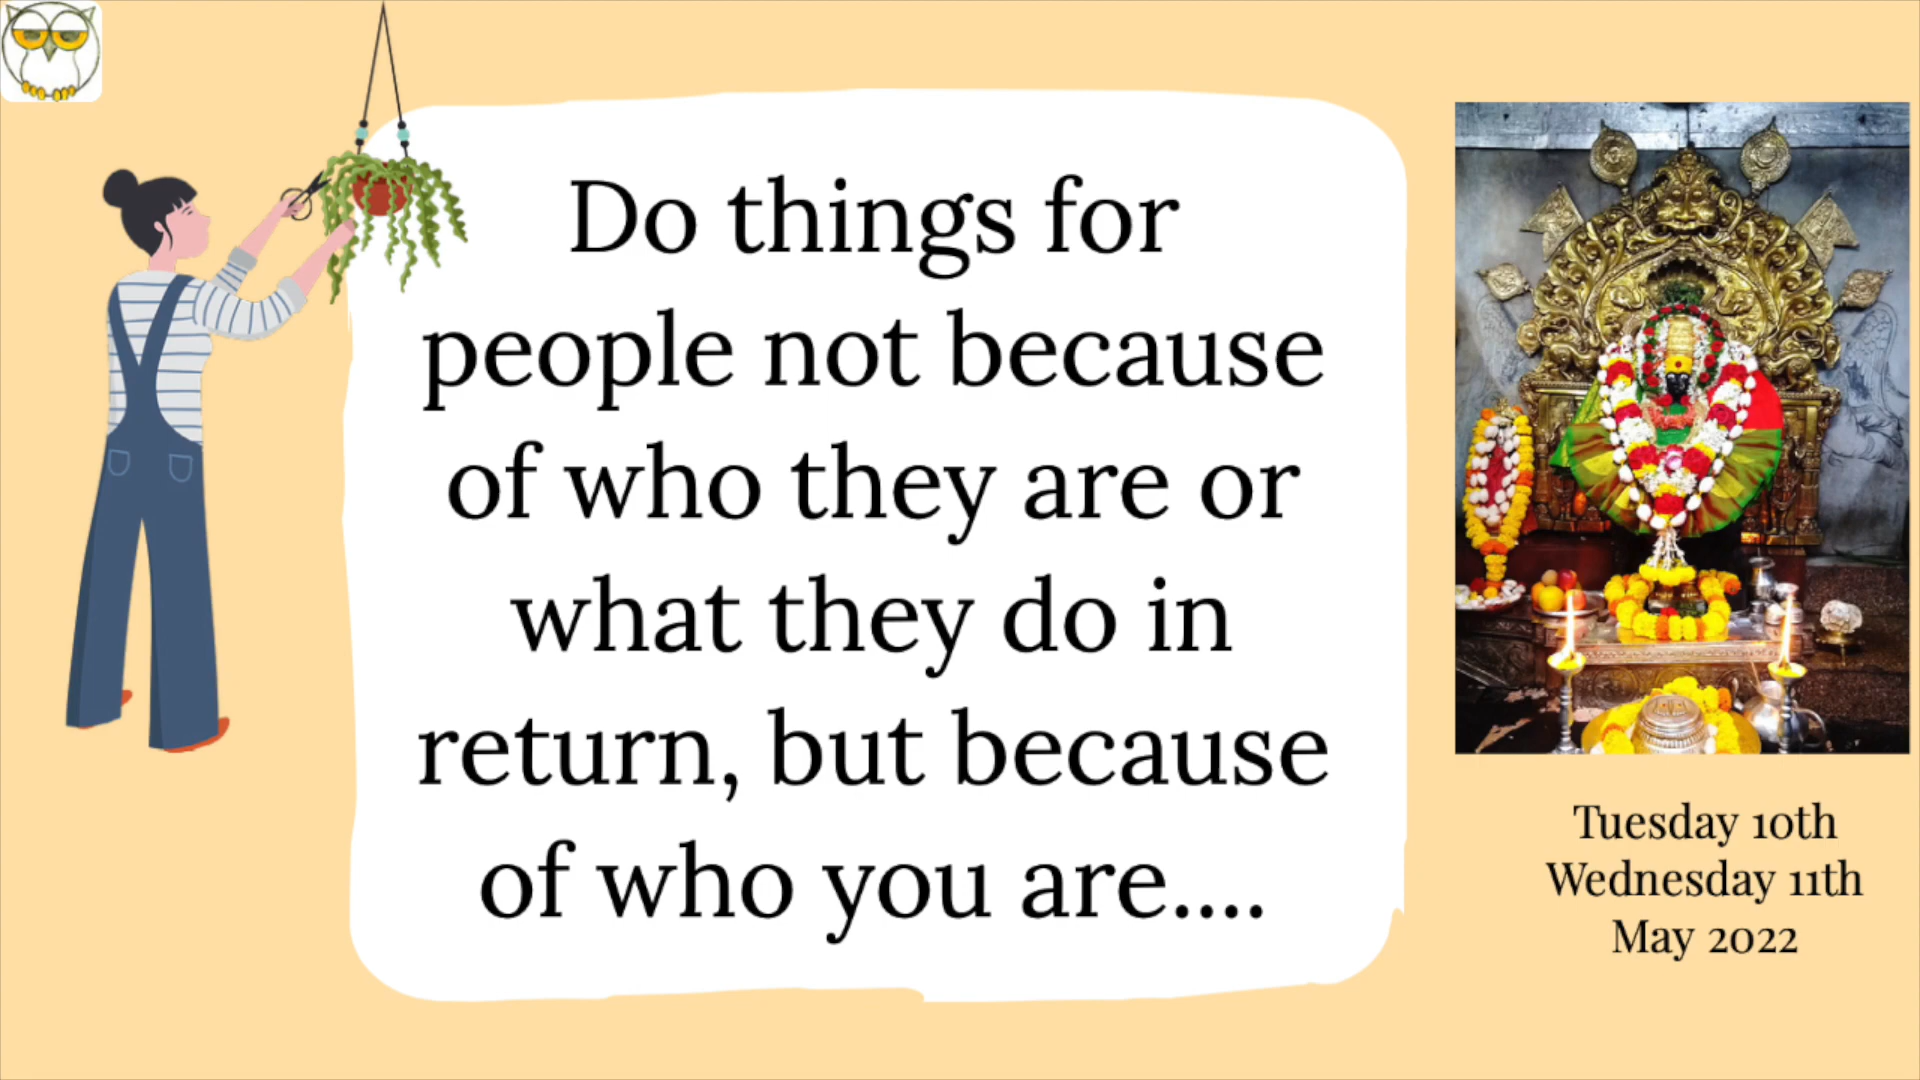 Do things for
people not because
of who they are or
what they do in
return, but because
of who you are....
Tuesday 10th
Wednesday 11th
May 2022